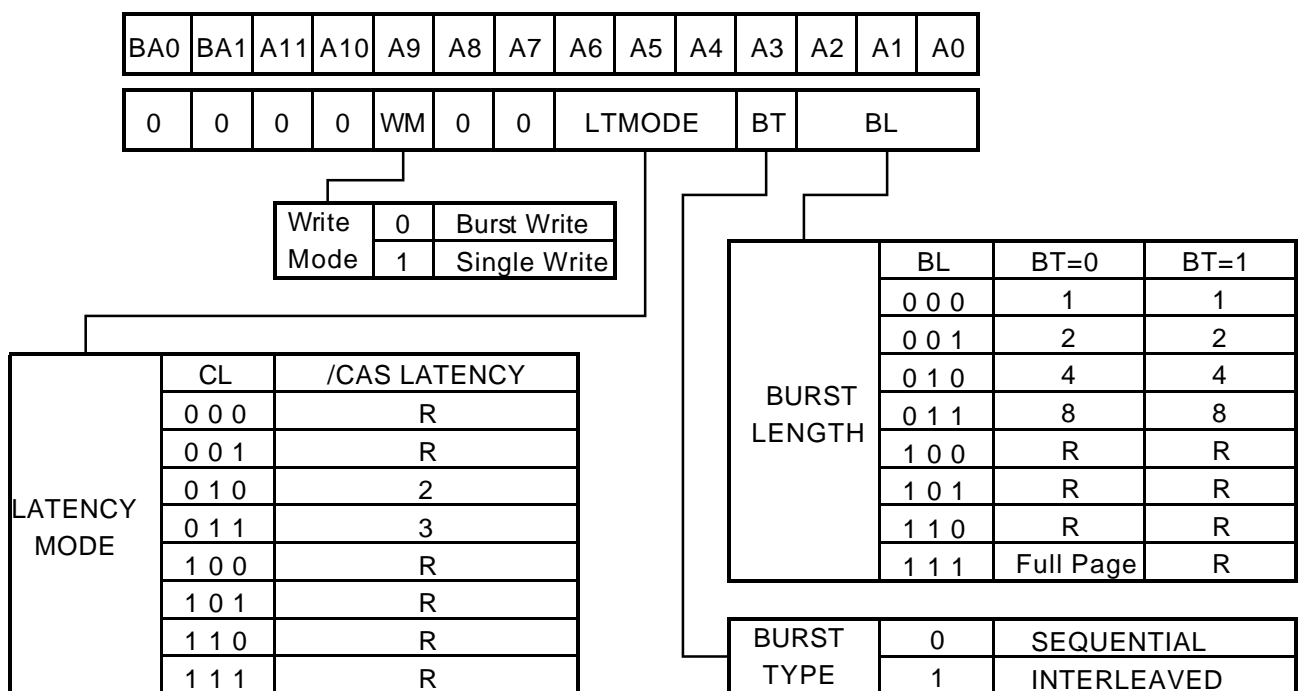 BA0 BA1 A11 A10 A9 A8 A7 A6 A5 A4 A3 A2 A1 A0
0 0 0 0 WM 0 0 LTMODE BT BL
Write Mode
0 Burst Write
1 Single Write
BURST LENGTH
BL BT=0 BT=1
0 0 0 1 1
0 0 1 2 2
0 1 0 4 4
0 1 1 8 8
1 0 0 R R
1 0 1 R R
1 1 0 R R
1 1 1 Full Page R
LATENCY MODE
CL /CAS LATENCY
0 0 0 R
0 0 1 R
0 1 0 2
0 1 1 3
1 0 0 R
1 0 1 R
1 1 0 R
1 1 1 R
BURST TYPE
0 SEQUENTIAL
1 INTERLEAVED